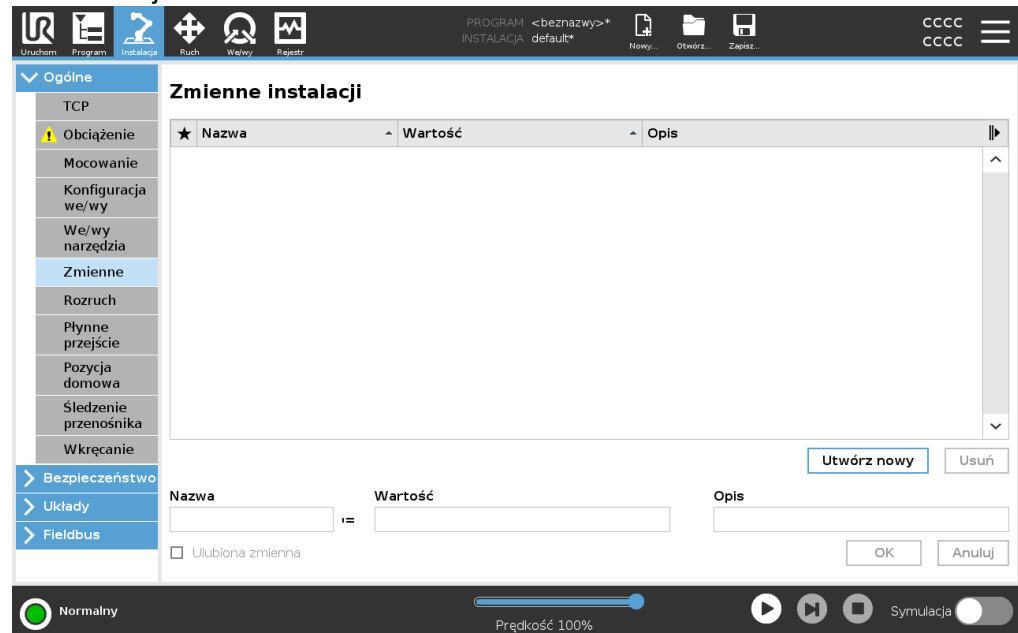 PROGRAM <beznazwy>*
INSTALACJA default*
CCCC
CCCC
Uruchom Program Instalacja Ruch We/wy Rejestr Nowy... Otwórz... Zapisz...
Ogólne
TCP
Obciążenie
Mocowanie
Konfiguracja
we/wy
We/wy
narzędzia
Zmienne
Rozruch
Płynne
przejście
Pozycja
domowa
Śledzenie
przenośnika
Wkręcanie
Bezpieczeństwo
Układy
Fieldbus
Zmienne instalacji
Nazwa Wartość Opis
Utwórz nowy Usuń
Nazwa Wartość Opis
:=
Ulubiona zmienna
OK Anuluj
Normalny
Prędkość 100%
Symulacja